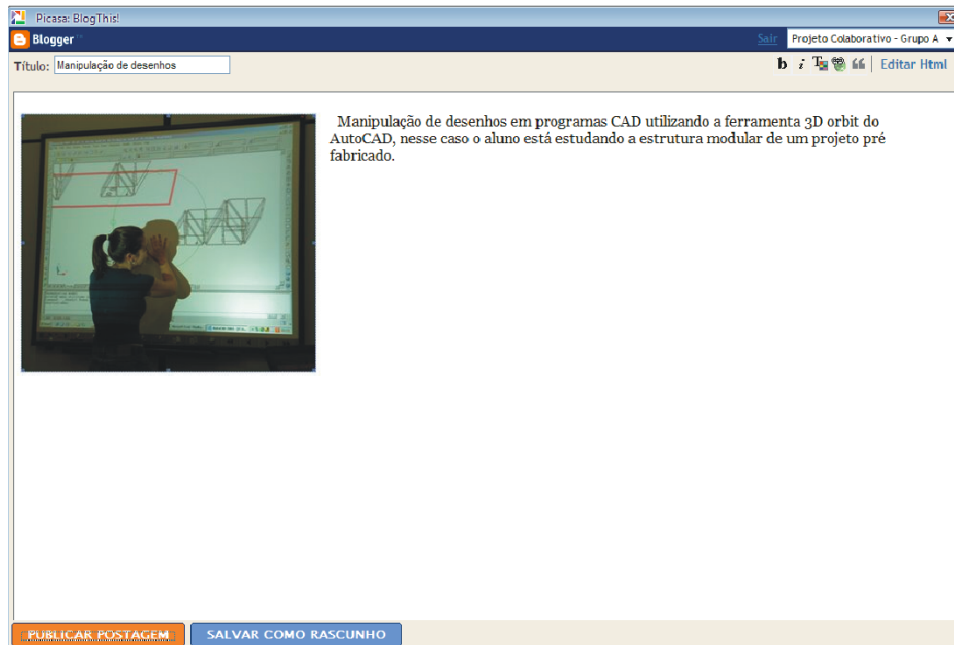 Picasa: BlogThis!
Blogger™
Sair
Projeto Colaborativo - Grupo A
Título:
Manipulação de desenhos
b i T
Editar Html
Manipulação de desenhos em programas CAD utilizando a ferramenta 3D orbit do
AutoCAD, nesse caso o aluno está estudando a estrutura modular de um projeto pré
fabricado.
PUBLICAR POSTAGEM
SALVAR COMO RASCUNHO